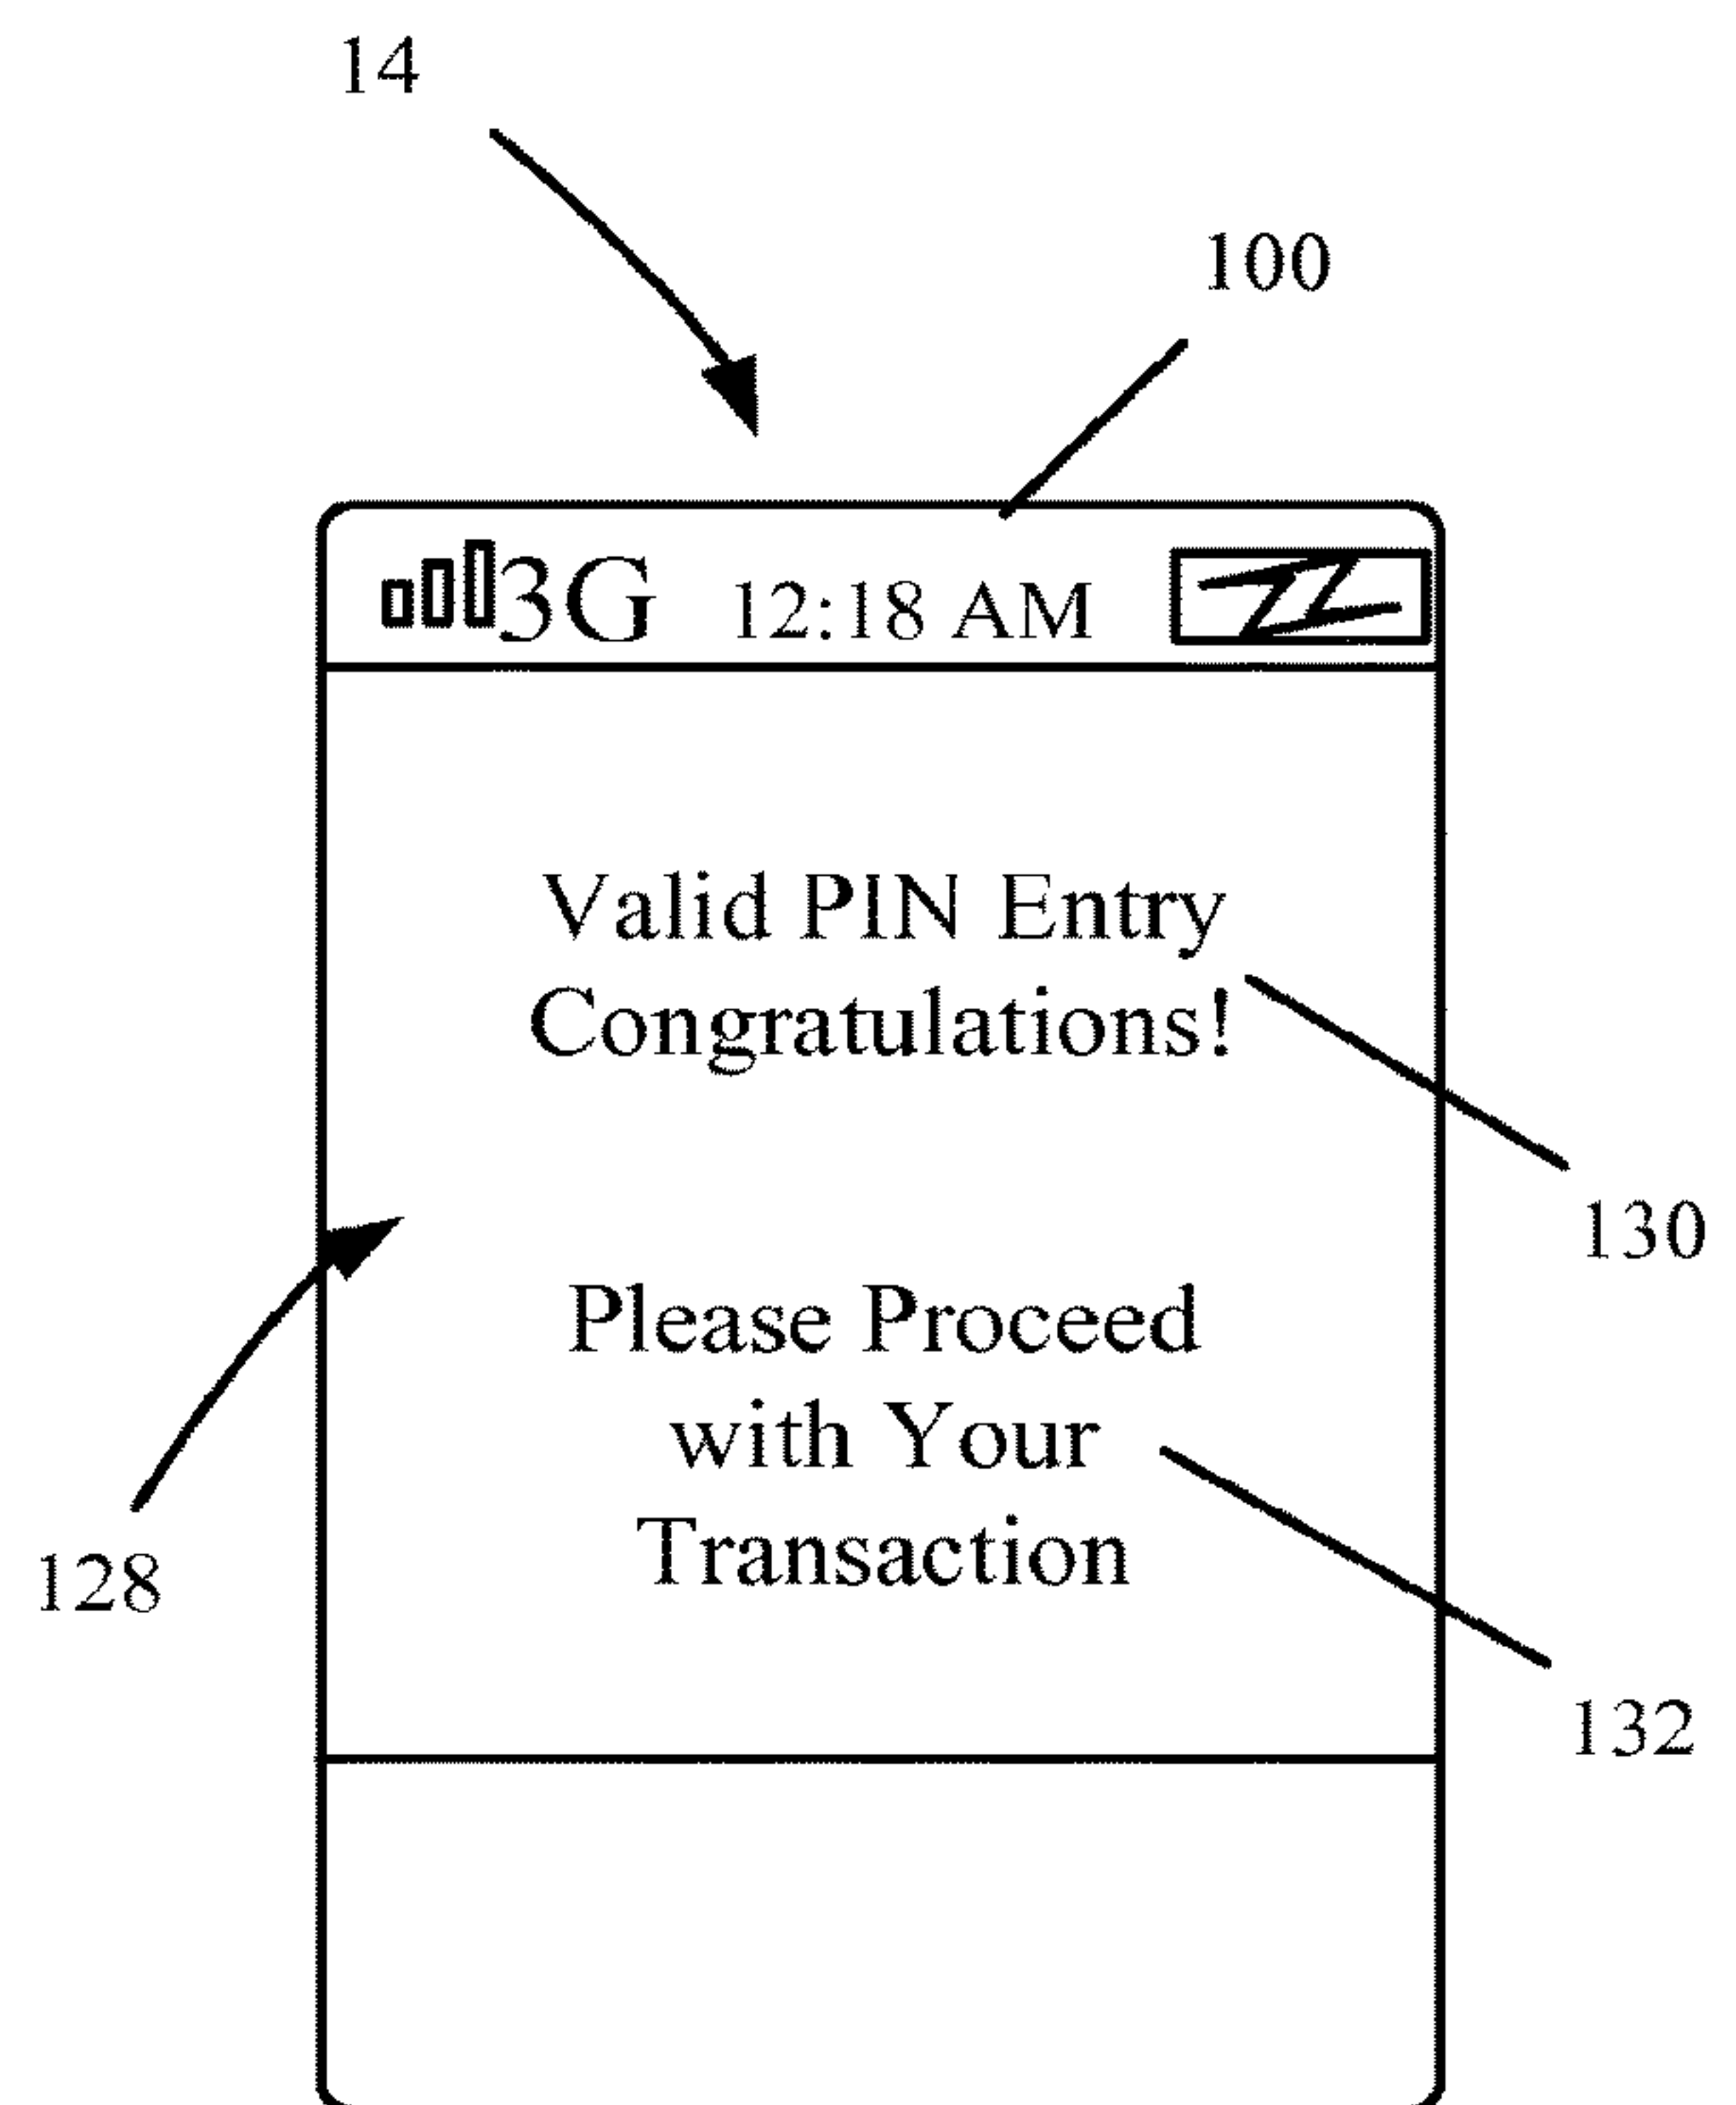 14
100
3G 12:18 AM
Valid PIN Entry
Congratulations!
130
Please Proceed
with Your
Transaction
128
132